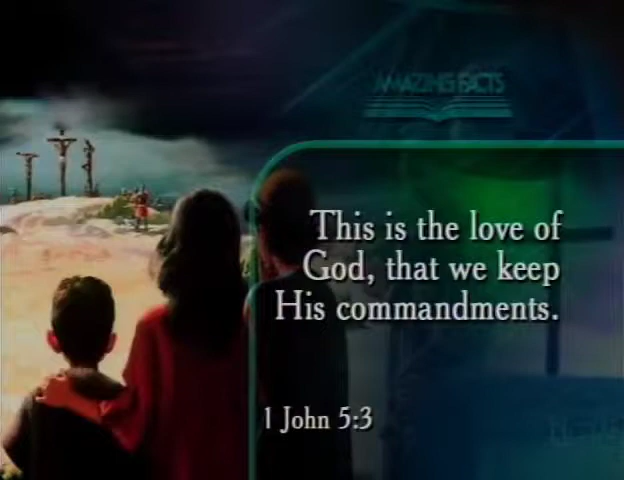 AMAZING FACTS
This is the love of
God, that we keep
His commandments.
1 John 5:3